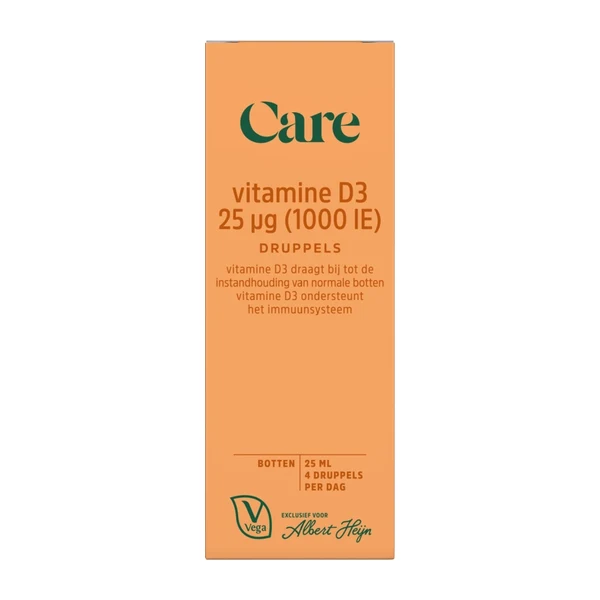 Care
vitamine D3
25 µg (1000 IE)
DRUPPELS
vitamine D3 draagt bij tot de
instandhouding van normale botten
vitamine D3 ondersteunt
het immuunsysteem
BOTTEN
25 ML
4 DRUPPELS
PER DAG
V
Vega
EXCLUSIEF VOOR
Albert Heijn